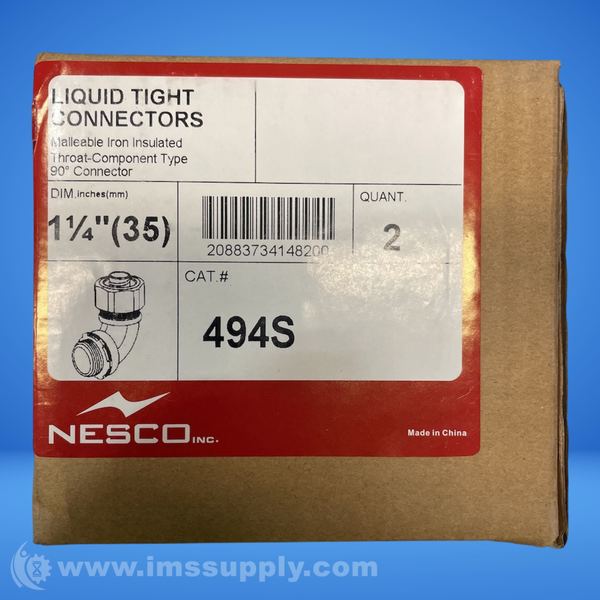 LIQUID TIGHT
CONNECTORS
Malleable Iron Insulated
Throat-Component Type
90° Connector
DIM.inches(mm)
1¼"(35)
20883734148200
QUANT.
2
CAT.#
494S
NESCO INC.
Made in China
www.imssupply.com